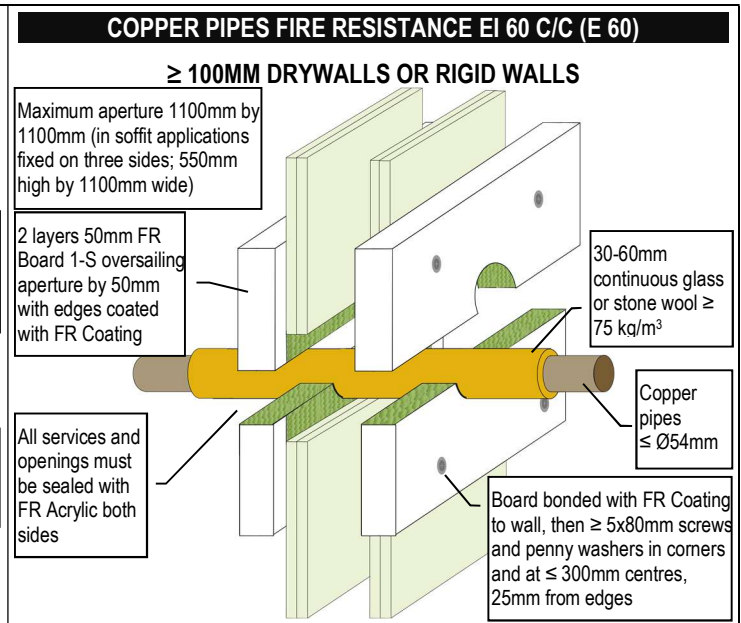 COPPER PIPES FIRE RESISTANCE EI 60 C/C (E 60)
≥ 100MM DRYWALLS OR RIGID WALLS
Maximum aperture 1100mm by
1100mm (in soffit applications
fixed on three sides; 550mm
high by 1100mm wide)
2 layers 50mm FR
Board 1-S oversailing
aperture by 50mm
with edges coated
with FR Coating
30-60mm
continuous glass
or stone wool ≥
75 kg/m³
Copper
pipes
≤ Ø54mm
All services and
openings must
be sealed with
FR Acrylic both
sides
Board bonded with FR Coating
to wall, then ≥ 5x80mm screws
and penny washers in corners
and at ≤ 300mm centres,
25mm from edges